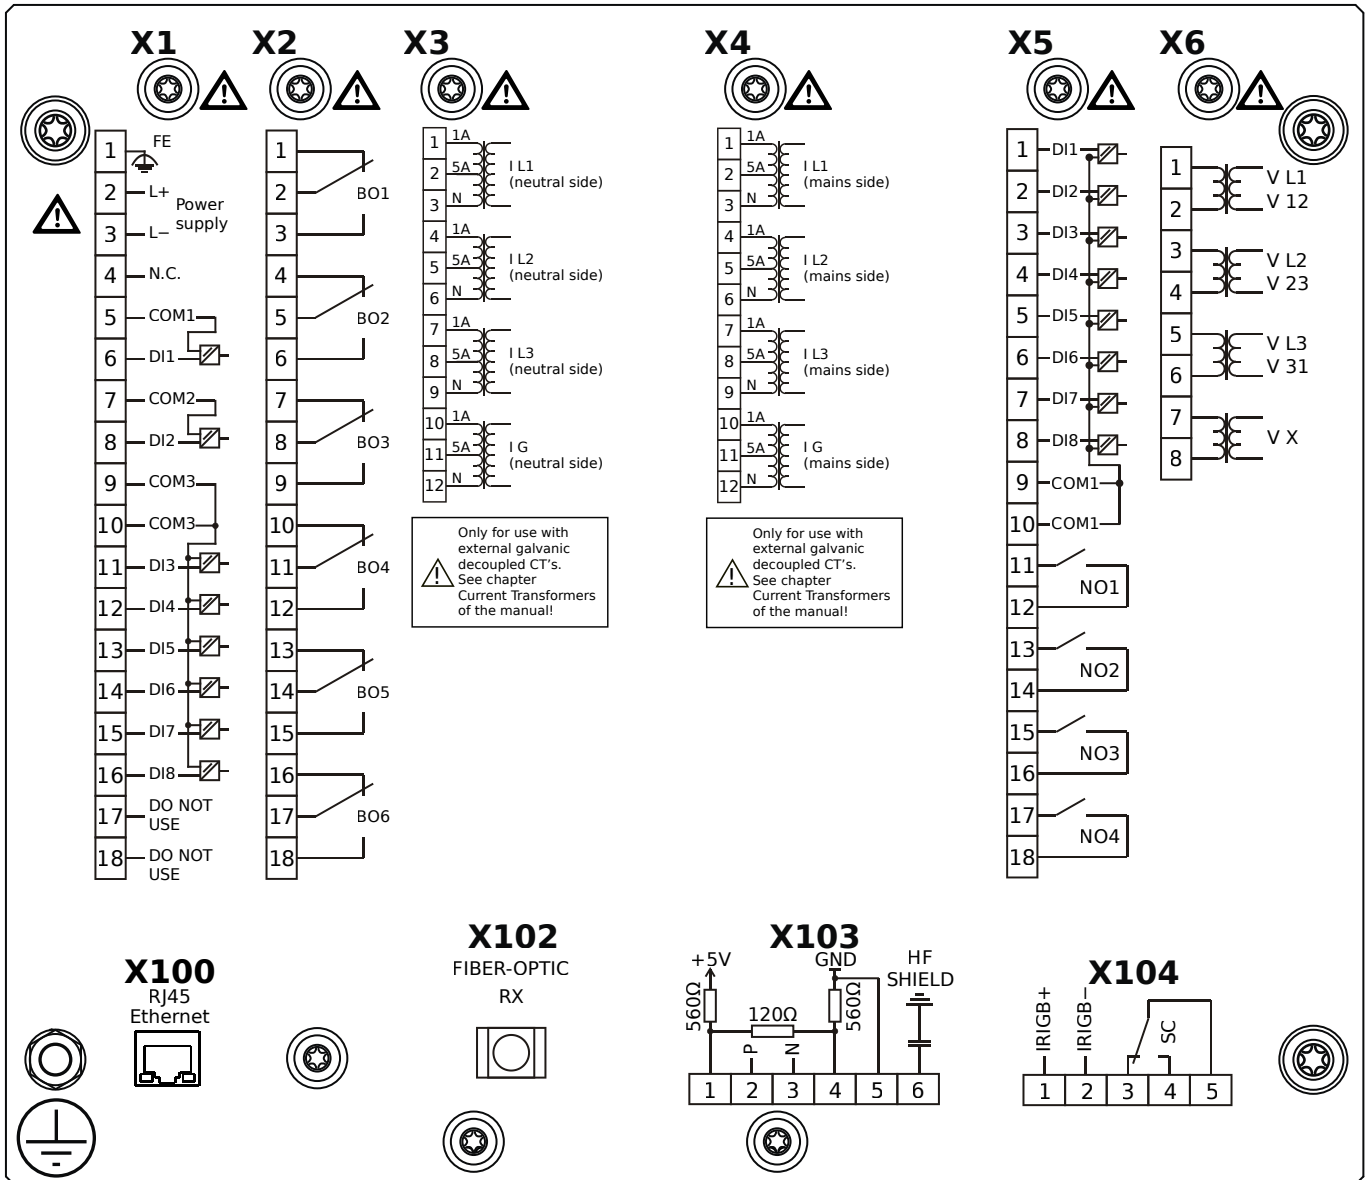 X1 X2 X3 X4 X5 X6
1 FE
2 L+ Power
3 L− supply
4 N.C.
5 COM1
6 DI1
7 COM2
8 DI2
9 COM3
10 COM3
11 DI3
12 DI4
13 DI5
14 DI6
15 DI7
16 DI8
17 DO NOT
USE
18 DO NOT
USE
1
2 BO1
3
4
5 BO2
6
7
8 BO3
9
10
11 BO4
12
13
14 BO5
15
16
17 BO6
18
1 1A
2 5A I L1
(neutral side)
3 N
4 1A
5 5A I L2
(neutral side)
6 N
7 1A
8 5A I L3
(neutral side)
9 N
10 1A
11 5A I G
(neutral side)
12 N
Only for use with
external galvanic
decoupled CT’s.
See chapter
Current Transformers
of the manual!
1 1A
2 5A I L1
(mains side)
3 N
4 1A
5 5A I L2
(mains side)
6 N
7 1A
8 5A I L3
(mains side)
9 N
10 1A
11 5A I G
(mains side)
12 N
Only for use with
external galvanic
decoupled CT’s.
See chapter
Current Transformers
of the manual!
1 DI1
2 DI2
3 DI3
4 DI4
5 DI5
6 DI6
7 DI7
8 DI8
9 COM1
10 COM1
11
NO1
12
13
NO2
14
15
NO3
16
17
NO4
18
1 V L1
2 V 12
3 V L2
4 V 23
5 V L3
6 V 31
7 V X
8
X100
RJ45
Ethernet
X102
FIBER-OPTIC
RX
X103
+5V GND HF
SHIELD
560Ω 120Ω 560Ω
P N
1 2 3 4 5 6
X104
IRIGB+ IRIGB− SC
1 2 3 4 5